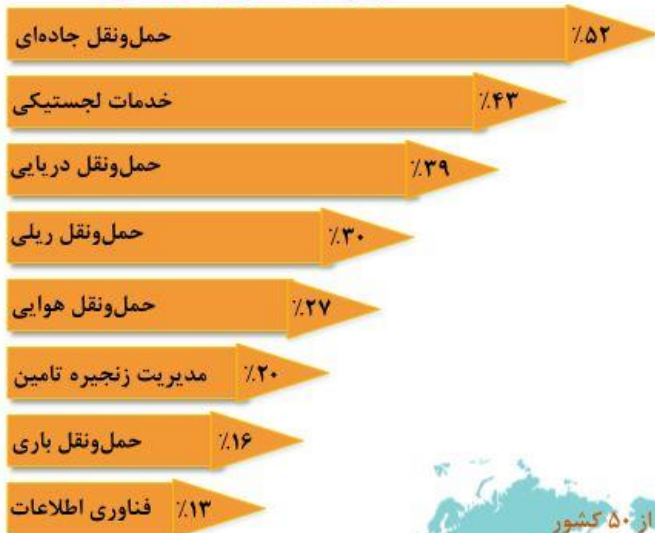 حمل‌ونقل جاده‌ای ٪۵۲
خدمات لجستیکی ٪۴۳
حمل‌ونقل دریایی ٪۳۹
حمل‌ونقل ریلی ٪۳۰
حمل‌ونقل هوایی ٪۲۷
مدیریت زنجیره تامین ٪۲۰
حمل‌ونقل باری ٪۱۶
فناوری اطلاعات ٪۱۳
از ۵۰ کشور